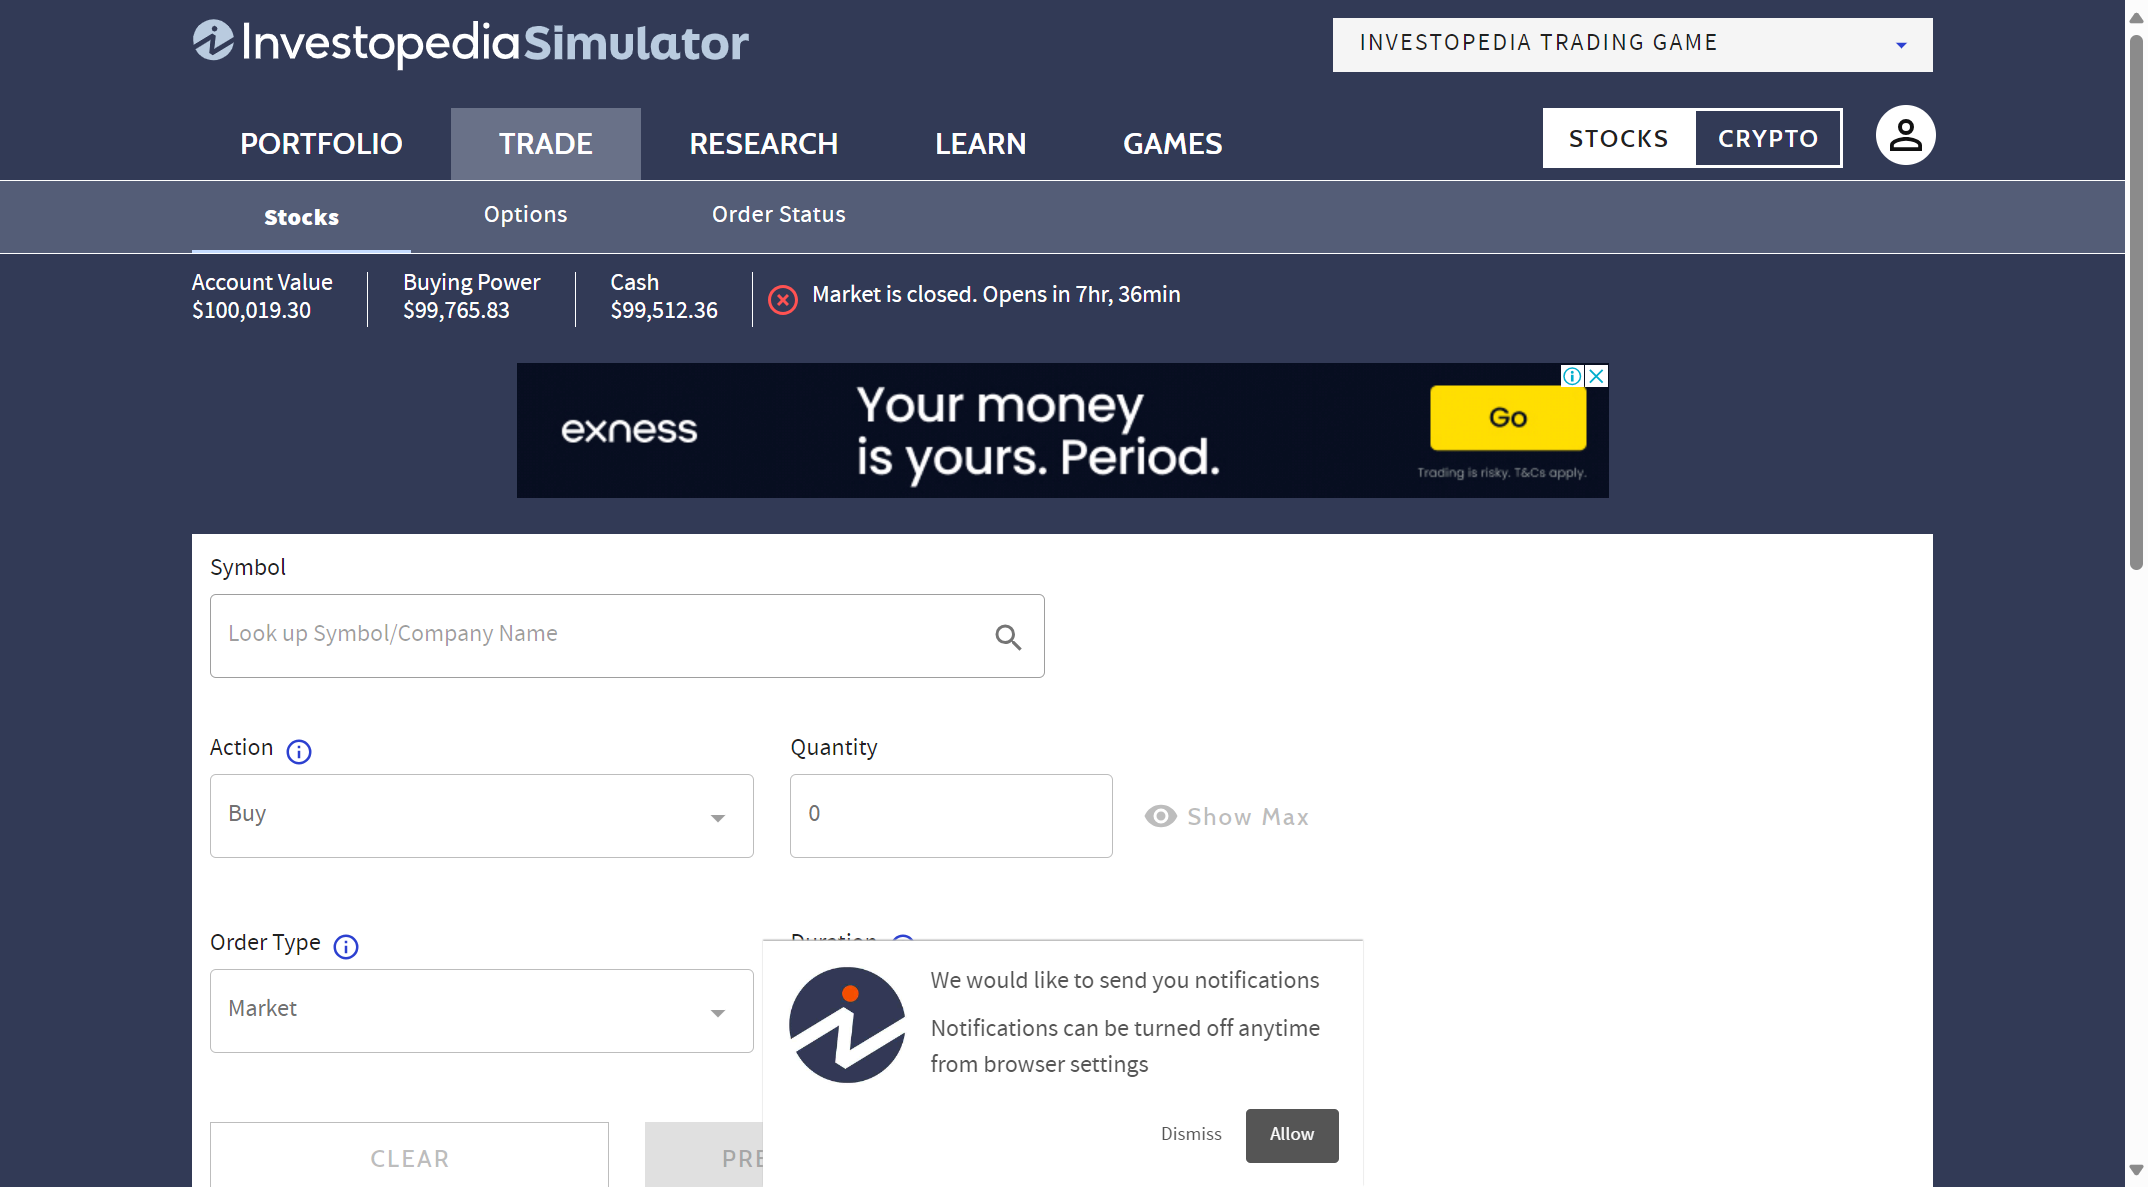 InvestopediaSimulator
INVESTOPEDIA TRADING GAME
PORTFOLIO
TRADE
RESEARCH
LEARN
GAMES
STOCKS
CRYPTO
Stocks
Options
Order Status
Account Value
$100,019.30
Buying Power
$99,765.83
Cash
$99,512.36
Market is closed. Opens in 7hr, 36min
exness
Your money
is yours. Period.
Go
Trading is risky. T&Cs apply.
Symbol
Look up Symbol/Company Name
Action
Buy
Quantity
0
Show Max
Order Type
Market
We would like to send you notifications
Notifications can be turned off anytime
from browser settings
Dismiss
Allow
CLEAR
PRE